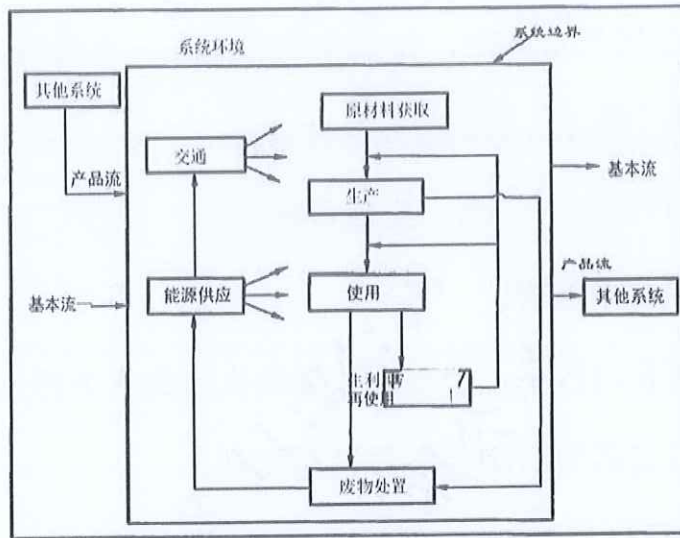 系统环境
系统边界
其他系统
原材料获取
交通
产品流
基本流
生产
产品流
基本流
能源供应
使用
其他系统
再使用
废物处置